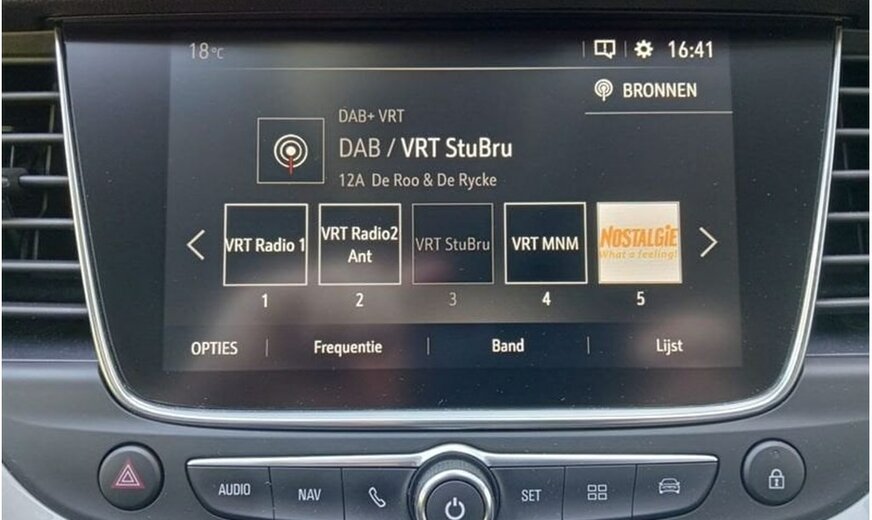 18°C 16:41
BRONNEN
DAB+ VRT
DAB / VRT StuBru
12A De Roo & De Rycke
VRT Radio 1
VRT Radio2
Ant
VRT StuBru
VRT MNM
NOSTALGIE
What a feeling!
1 2 3 4 5
OPTIES Frequentie Band Lijst
AUDIO NAV SET